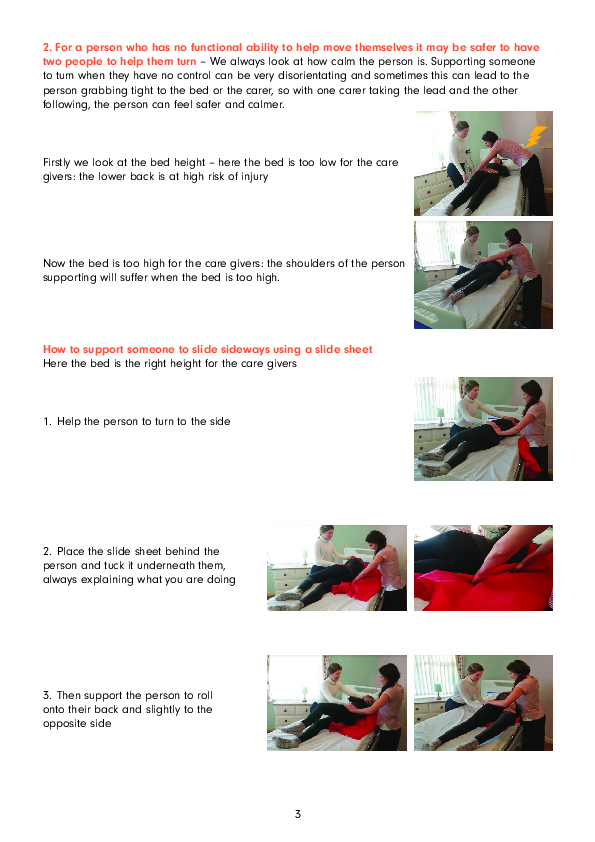 2. For a person who has no functional ability to help move themselves it may be safer to have
two people to help them turn – We always look at how calm the person is. Supporting someone
to turn when they have no control can be very disorientating and sometimes this can lead to the
person grabbing tight to the bed or the carer, so with one carer taking the lead and the other
following, the person can feel safer and calmer.
Firstly we look at the bed height – here the bed is too low for the care
givers: the lower back is at high risk of injury
Now the bed is too high for the care givers: the shoulders of the person
supporting will suffer when the bed is too high.
How to support someone to slide sideways using a slide sheet
Here the bed is the right height for the care givers
1. Help the person to turn to the side
2. Place the slide sheet behind the
person and tuck it underneath them,
always explaining what you are doing
3. Then support the person to roll
onto their back and slightly to the
opposite side
3